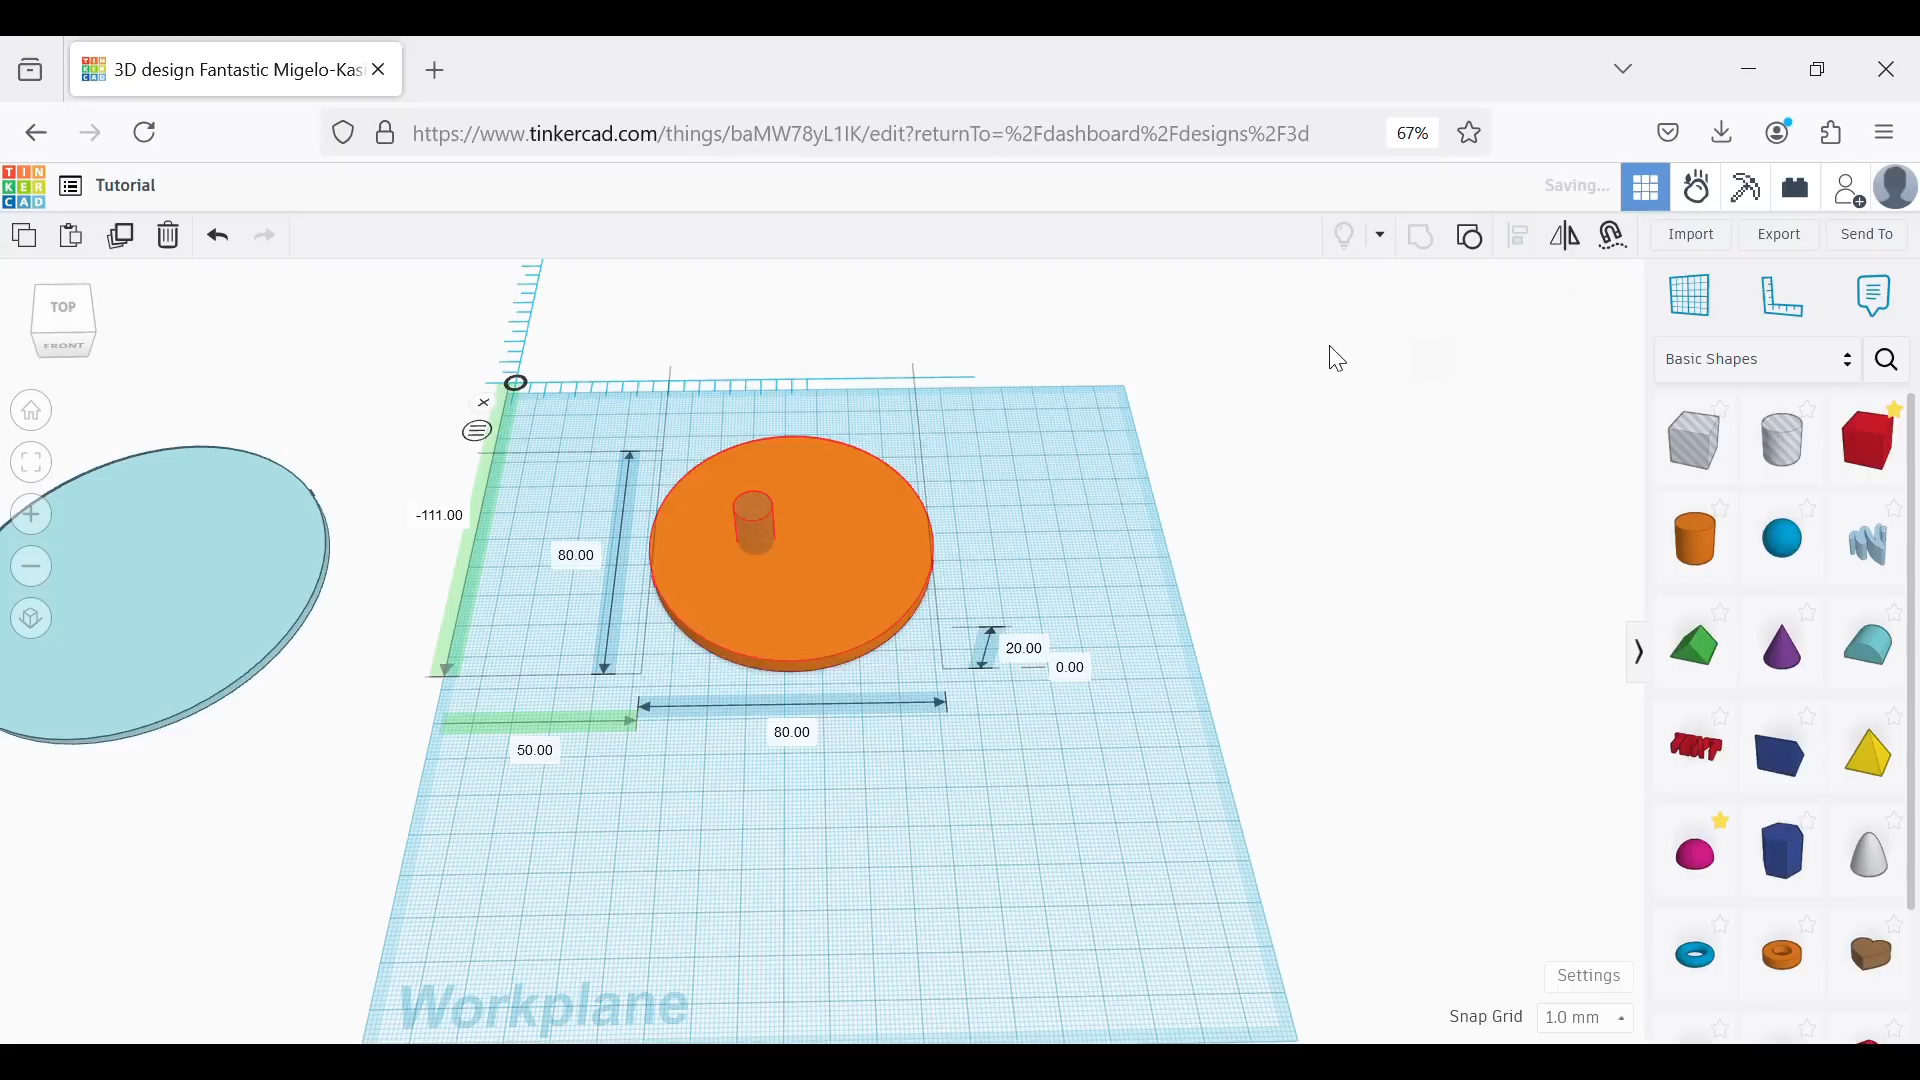 3D design Fantastic Migelo-Kasi
https://www.tinkercad.com/things/baMW78yL1IK/edit?returnTo=%2Fdashboard%2Fdesigns%2F3d
67%
TIN
KER
CAD
Tutorial
Saving...
Import
Export
Send To
TOP
FRONT
Basic Shapes
-111.00
80.00
20.00
0.00
80.00
50.00
TEXT
Workplane
Settings
Snap Grid
1.0 mm